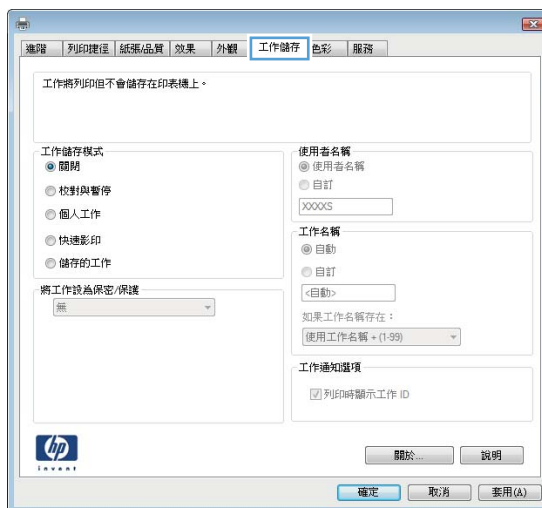 進階 列印捷徑 紙張/品質 效果 外觀 工作儲存 色彩 服務
工作將列印但不會儲存在印表機上。
工作儲存模式
關閉
校對與暫停
個人工作
快速影印
儲存的工作
將工作設為保密/保護
無
使用者名稱
使用者名稱
自訂
XXXXS
工作名稱
自動
自訂
<自動>
如果工作名稱存在：
使用工作名稱 + (1-99)
工作通知選項
列印時顯示工作 ID
hp
invent
關於... 說明
確定 取消 套用(A)